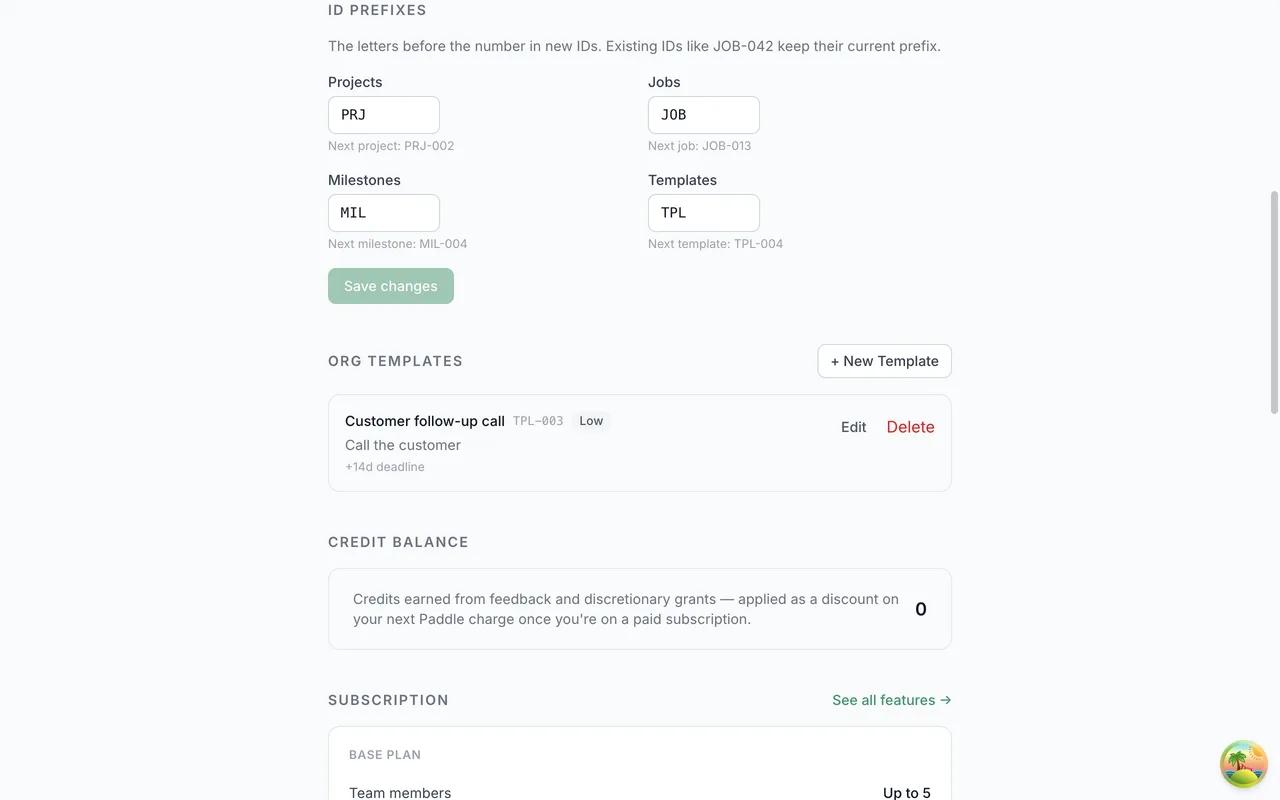 ID PREFIXES
The letters before the number in new IDs. Existing IDs like JOB-042 keep their current prefix.
Projects
PRJ
Next project: PRJ-002
Jobs
JOB
Next job: JOB-013
Milestones
MIL
Next milestone: MIL-004
Templates
TPL
Next template: TPL-004
Save changes
ORG TEMPLATES
+ New Template
Customer follow-up call TPL-003 Low
Call the customer
+14d deadline
Edit Delete
CREDIT BALANCE
Credits earned from feedback and discretionary grants — applied as a discount on
your next Paddle charge once you're on a paid subscription.
0
SUBSCRIPTION
See all features →
BASE PLAN
Team members
Up to 5